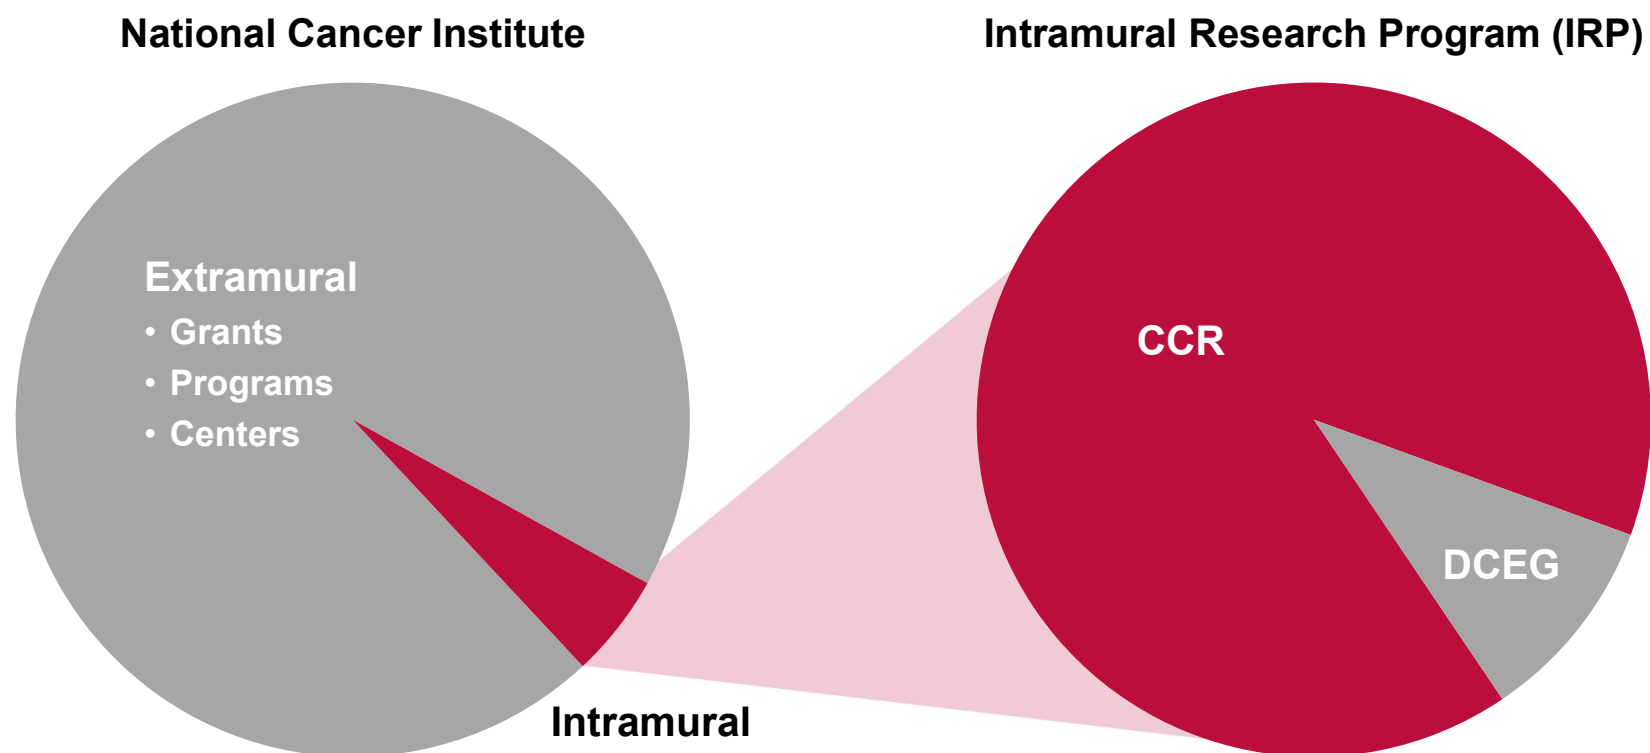 National Cancer Institute
Extramural
• Grants
• Programs
• Centers
Intramural
Intramural Research Program (IRP)
CCR
DCEG